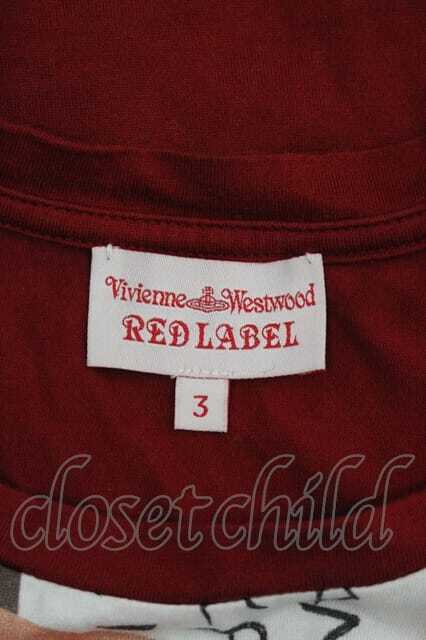 Vivienne Westwood
RED LABEL
3
closetchild